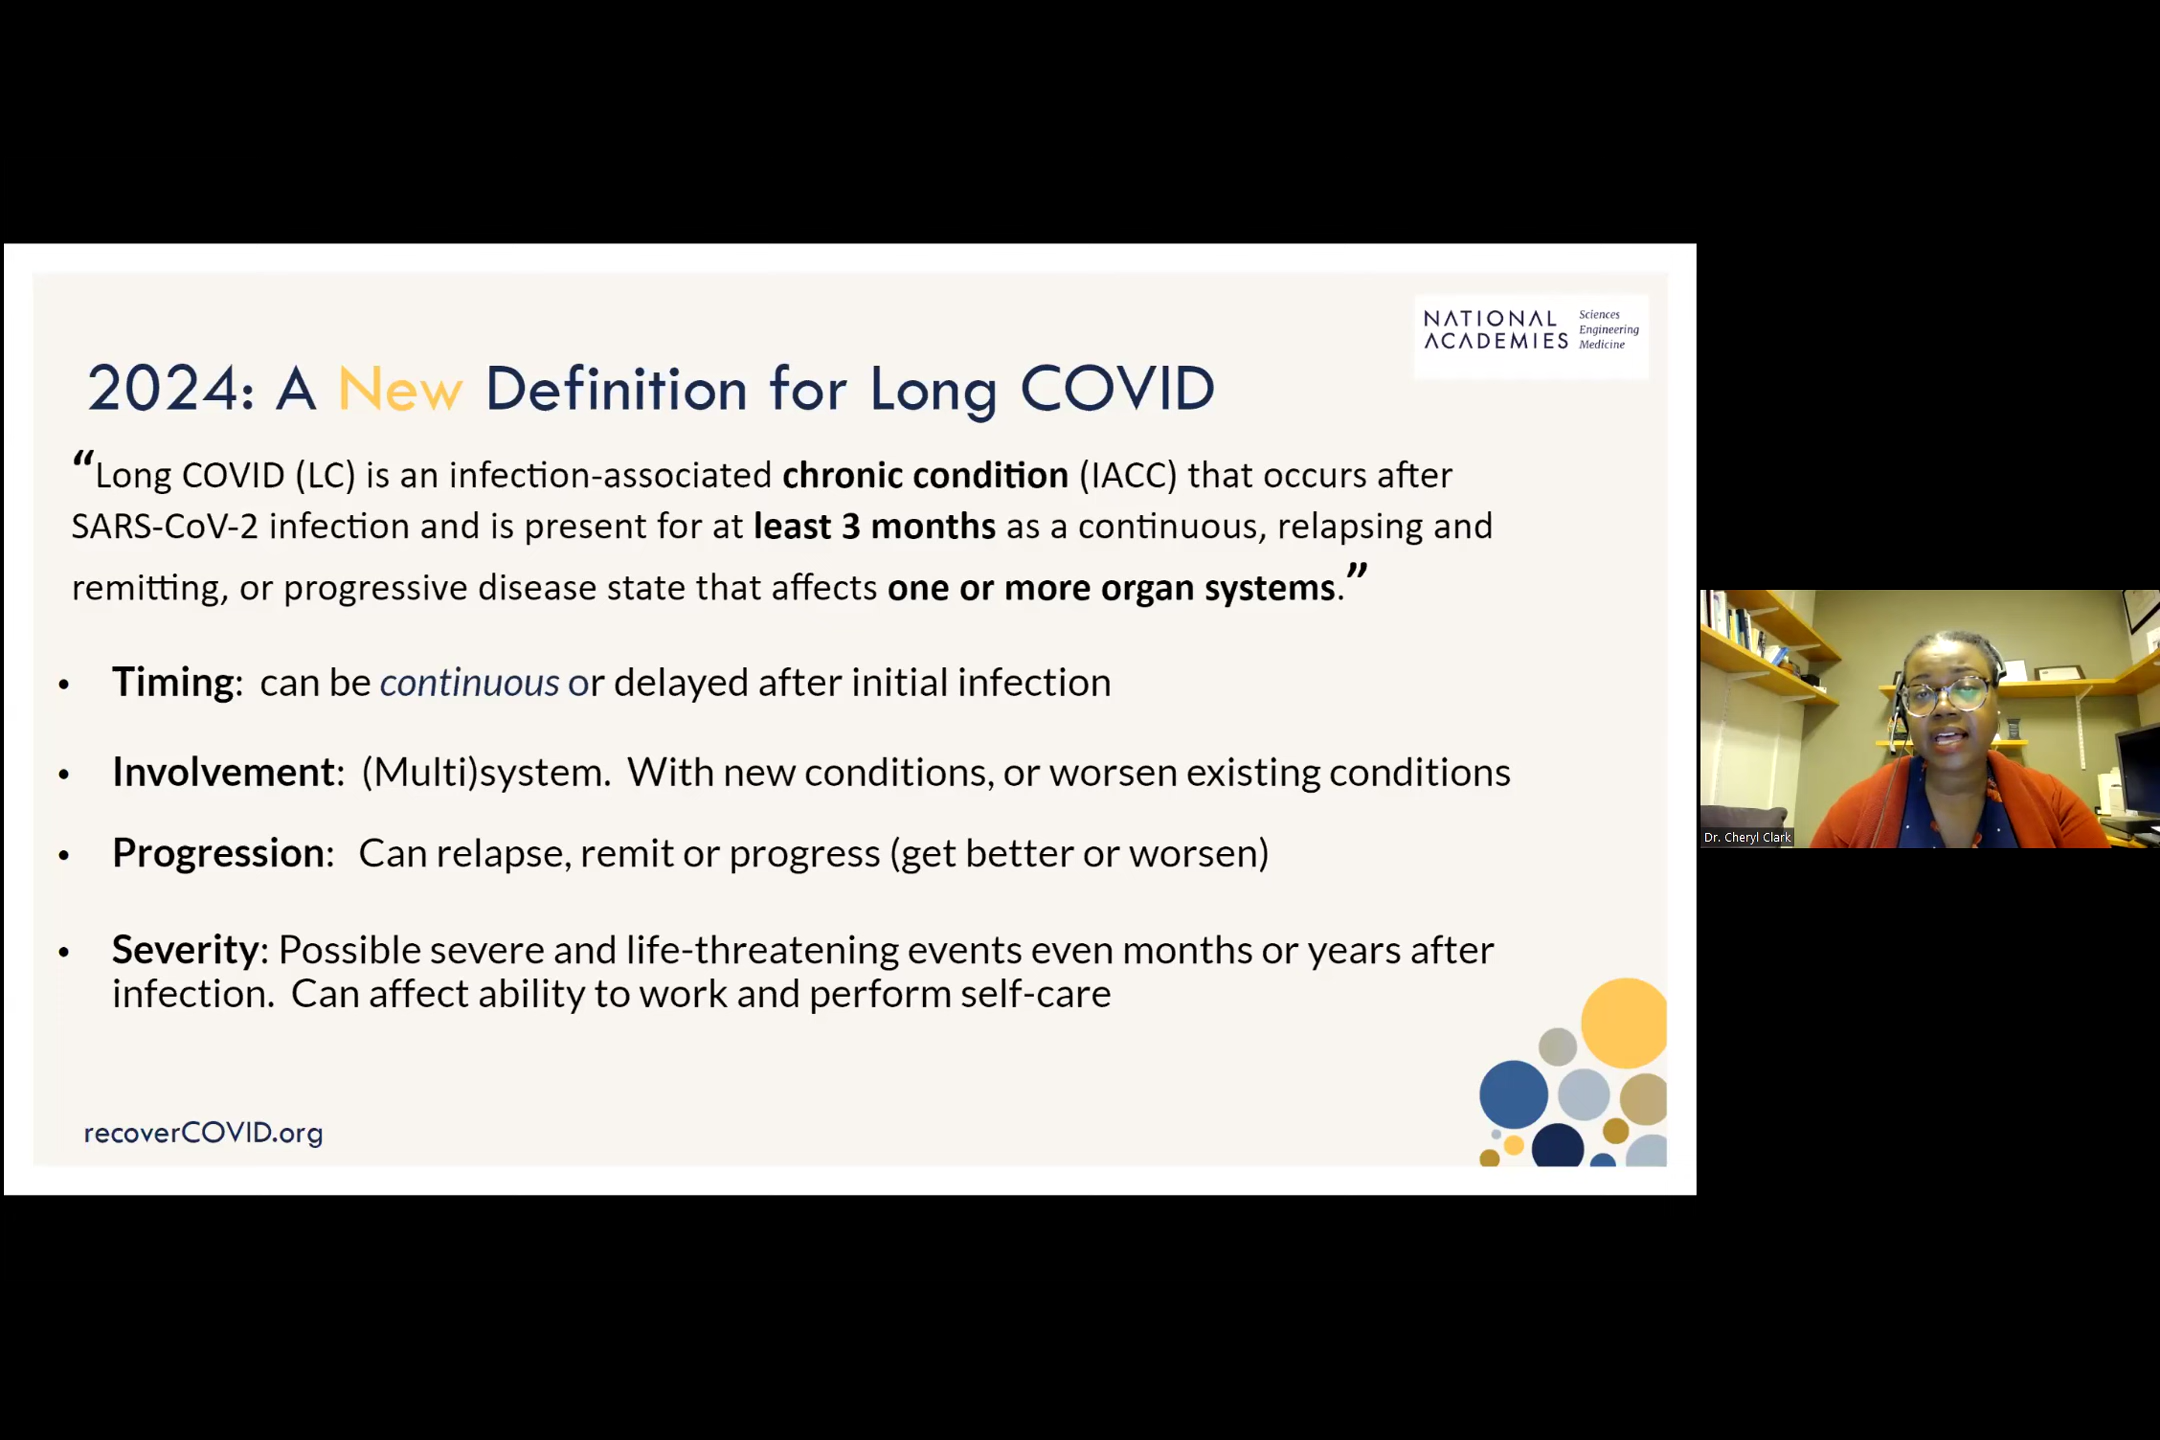 NATIONAL
ACADEMIES
Sciences
Engineering
Medicine
2024: A New Definition for Long COVID
“Long COVID (LC) is an infection-associated chronic condition (IACC) that occurs after
SARS-CoV-2 infection and is present for at least 3 months as a continuous, relapsing and
remitting, or progressive disease state that affects one or more organ systems.”
• Timing: can be continuous or delayed after initial infection
• Involvement: (Multi)system. With new conditions, or worsen existing conditions
• Progression: Can relapse, remit or progress (get better or worsen)
• Severity: Possible severe and life-threatening events even months or years after
infection. Can affect ability to work and perform self-care
recoverCOVID.org
Dr. Cheryl Clark